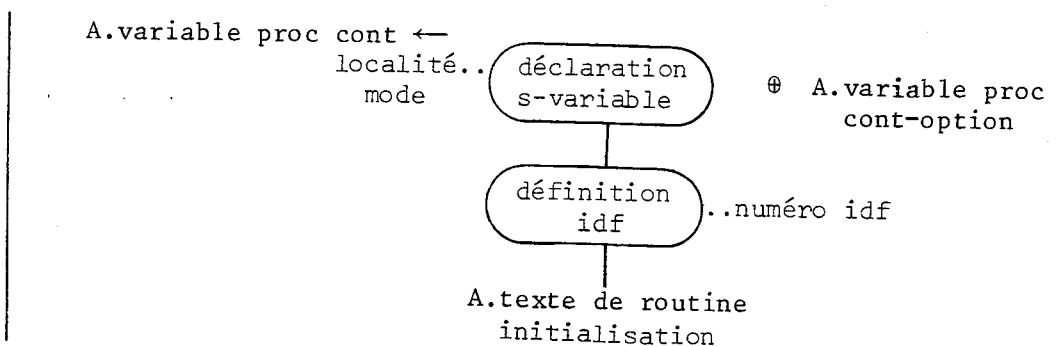 A.variable proc cont ←
localité..
mode
déclaration
s-variable
⊕ A.variable proc
cont-option
définition
idf
..numéro idf
A.texte de routine
initialisation